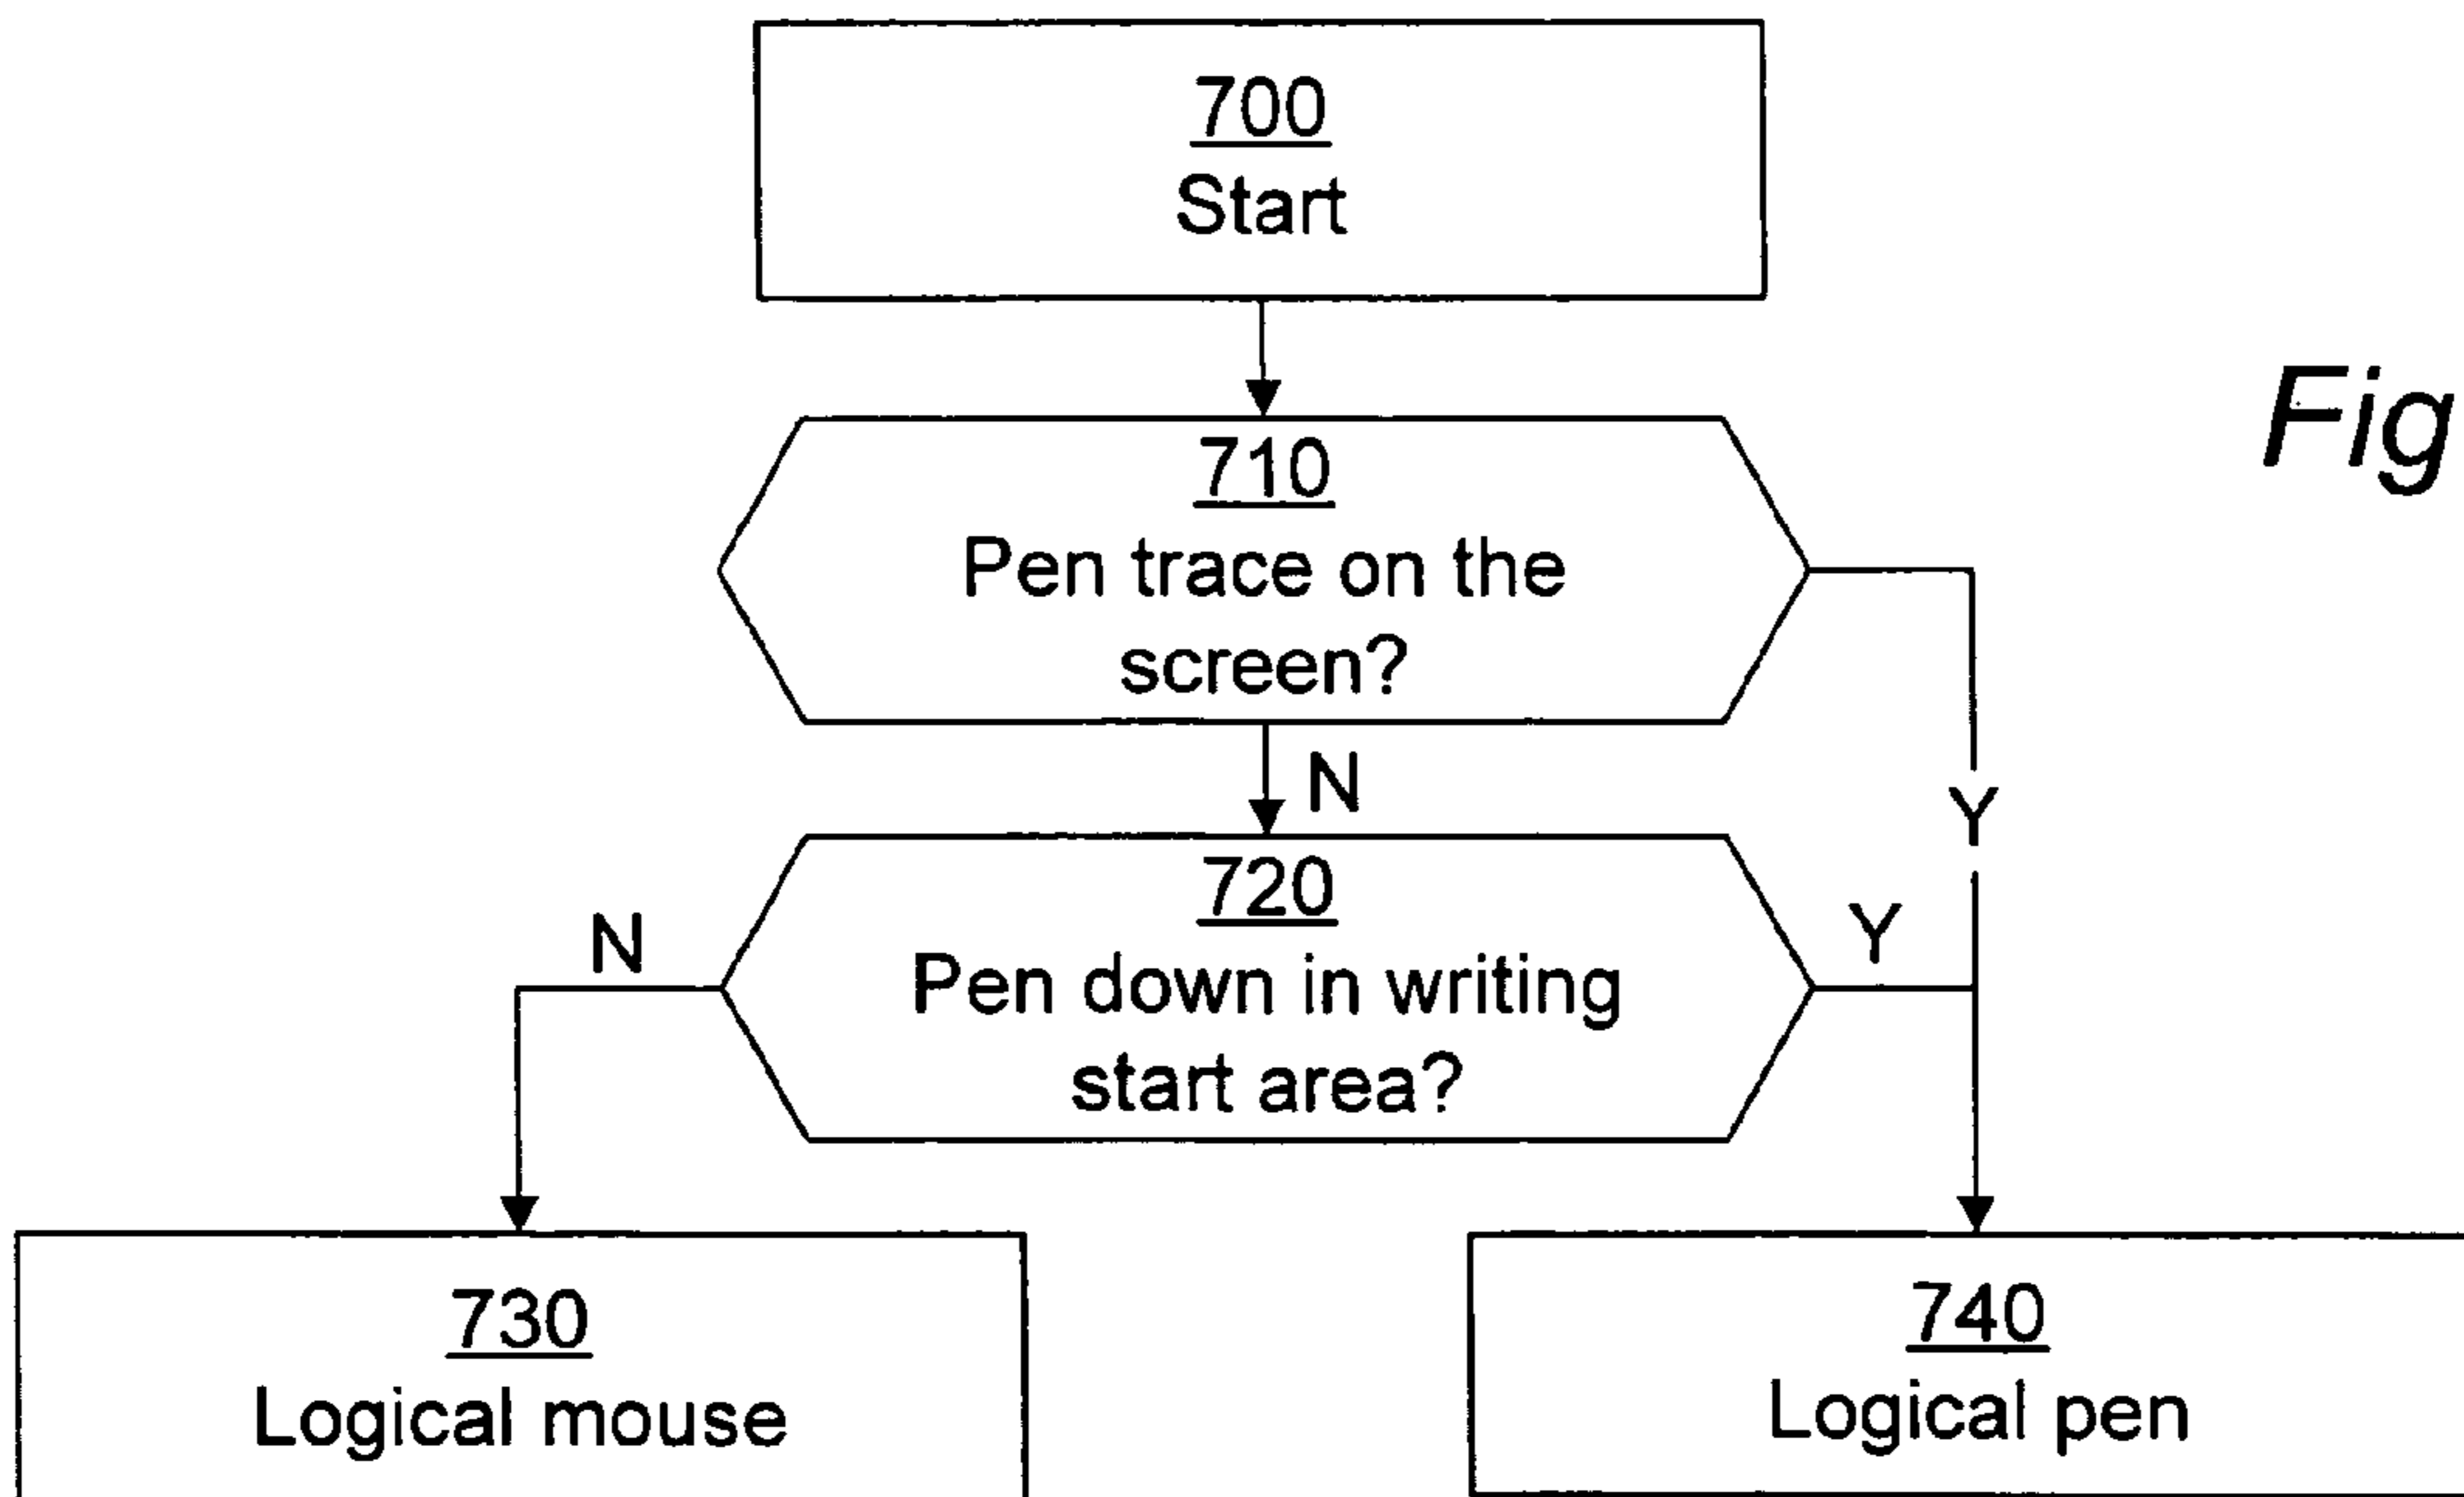 700
Start
Fig
710
Pen trace on the
screen?
N
Y
720
Pen down in writing
start area?
N
Y
730
Logical mouse
740
Logical pen